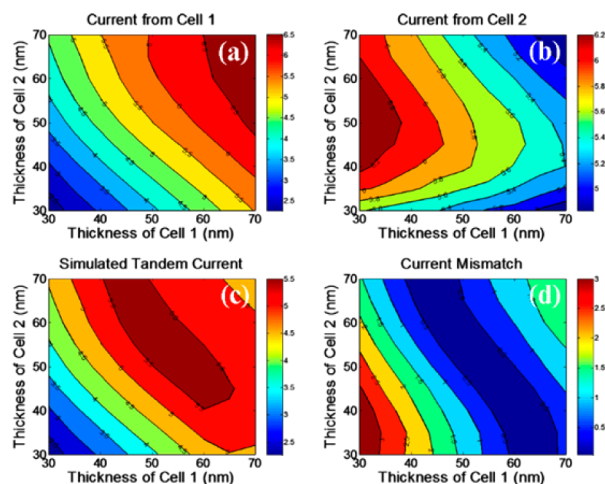 Current from Cell 1
(a)
Thickness of Cell 2 (nm)
70
60
50
40
30
30 40 50 60 70
Thickness of Cell 1 (nm)
6.5
6
5.5
5
4.5
4
3.5
3
2.5
Current from Cell 2
(b)
Thickness of Cell 2 (nm)
70
60
50
40
30
30 40 50 60 70
Thickness of Cell 1 (nm)
6.2
6
5.8
5.6
5.4
5.2
5
Simulated Tandem Current
(c)
Thickness of Cell 2 (nm)
70
60
50
40
30
30 40 50 60 70
Thickness of Cell 1 (nm)
5.5
5
4.5
4
3.5
3
2.5
Current Mismatch
(d)
Thickness of Cell 2 (nm)
70
60
50
40
30
30 40 50 60 70
Thickness of Cell 1 (nm)
3
2.5
2
1.5
1
0.5